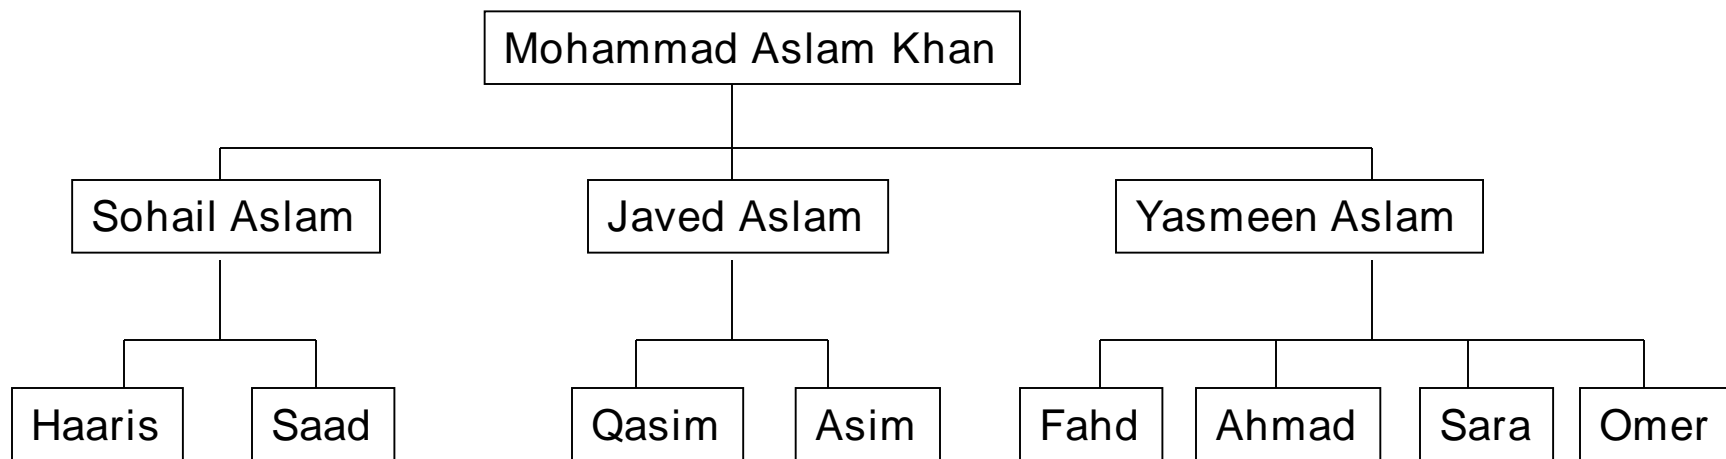 Mohammad Aslam Khan
Sohail Aslam
Javed Aslam
Yasmeen Aslam
Haaris
Saad
Qasim
Asim
Fahd
Ahmad
Sara
Omer